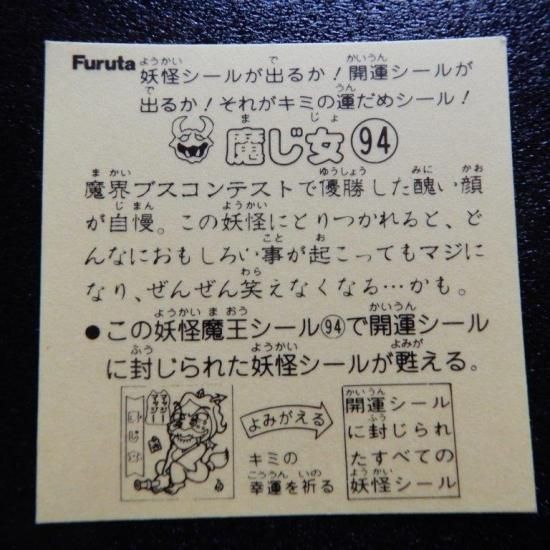 Furuta 妖怪シールが出るか！開運シールが
出るか！それがキミの運だめシール！
魔じ女 94
魔界ブスコンテストで優勝した醜い顔
が自慢。この妖怪にとりつかれると、ど
んなにおもしろい事が起こってもマジに
なり、ぜんぜん笑えなくなる…かも。
●この妖怪魔王シール94で開運シール
に封じられた妖怪シールが甦える。
よみがえる
キミの
幸運を祈る
開運シール
に封じられ
たすべての
妖怪シール